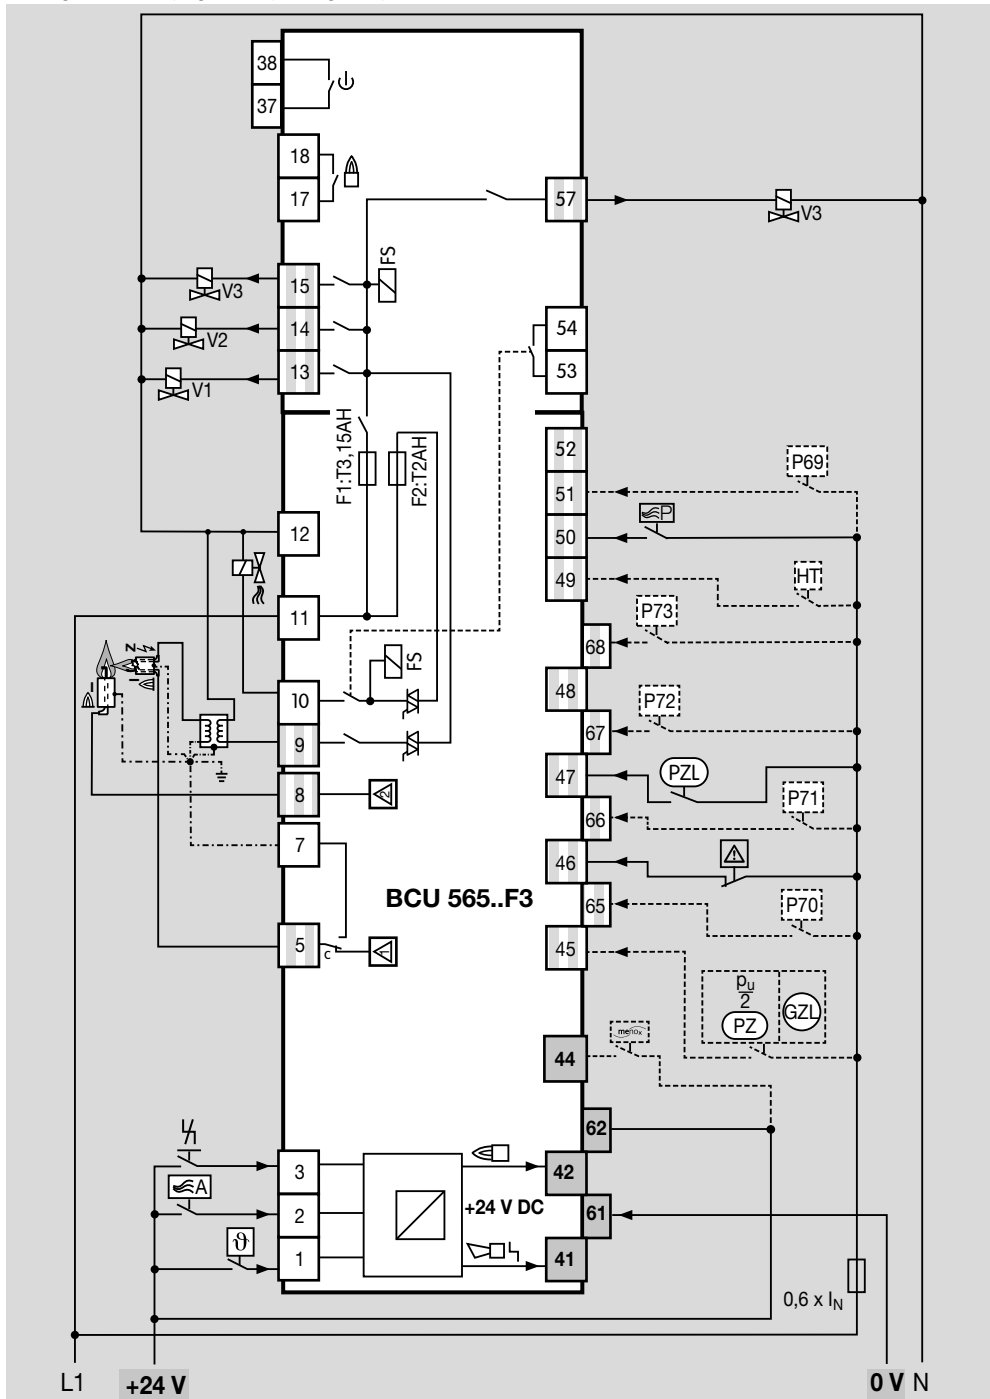 38
37
18
17
57
V3
FS
15
V3
54
14
V2
53
13
V1
F1:T3,15AH
F2:T2AH
52
P69
51
P
50
12
49
HT
11
P73
68
z
FS
10
48
P72
67
9
47
PZL
8
2
66
P71
7
46
BCU 565..F3
65
P70
5
c
1
45
pu
2
PZ
GZL
menox
44
62
3
42
A
2
+24 V DC
61
ϑ
1
41
0,6 x IN
L1
+24 V
0 V
N